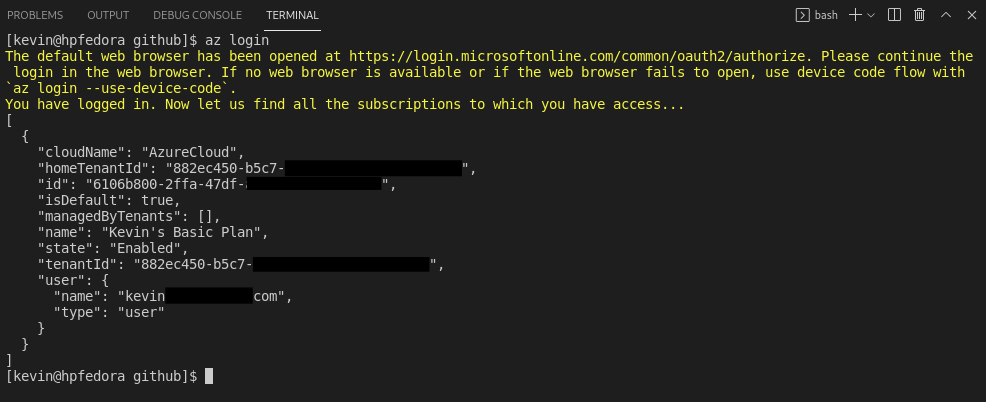 PROBLEMS OUTPUT DEBUG CONSOLE TERMINAL bash
[kevin@hpfedora github]$ az login
The default web browser has been opened at https://login.microsoftonline.com/common/oauth2/authorize. Please continue the
login in the web browser. If no web browser is available or if the web browser fails to open, use device code flow with
`az login --use-device-code`.
You have logged in. Now let us find all the subscriptions to which you have access...
[
{
"cloudName": "AzureCloud",
"homeTenantId": "882ec450-b5c7- ",
"id": "6106b800-2ffa-47df- ",
"isDefault": true,
"managedByTenants": [],
"name": "Kevin's Basic Plan",
"state": "Enabled",
"tenantId": "882ec450-b5c7- ",
"user": {
"name": "kevin com",
"type": "user"
}
}
]
[kevin@hpfedora github]$